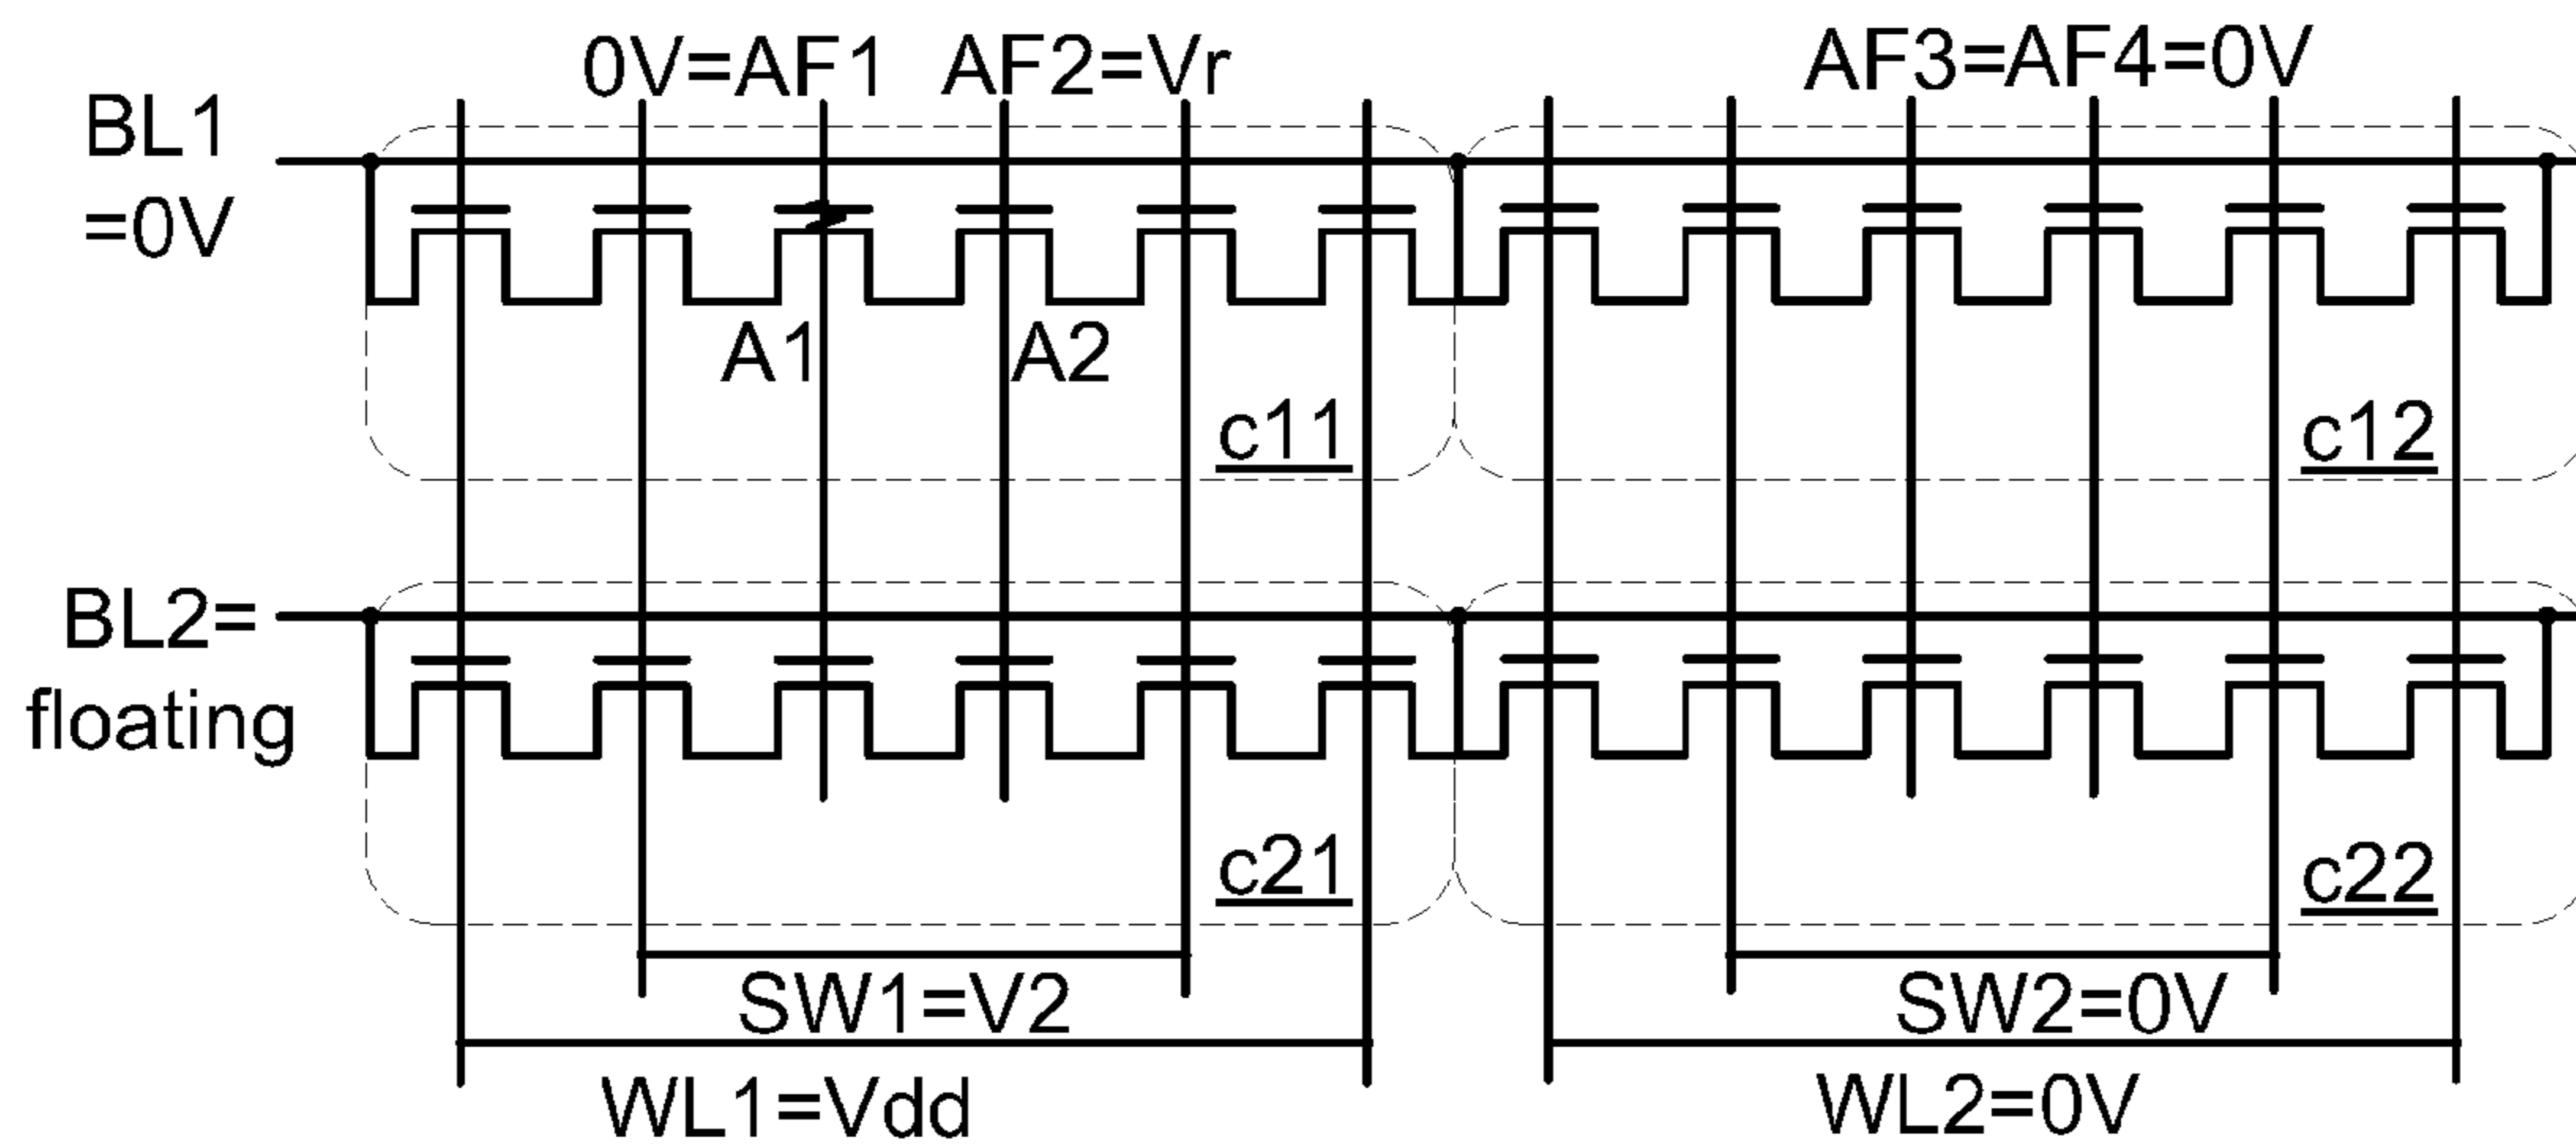 0V=AF1 AF2=Vr AF3=AF4=0V
BL1
=0V
A1 A2
c11 c12
BL2=
floating
c21 c22
SW1=V2 SW2=0V
WL1=Vdd WL2=0V